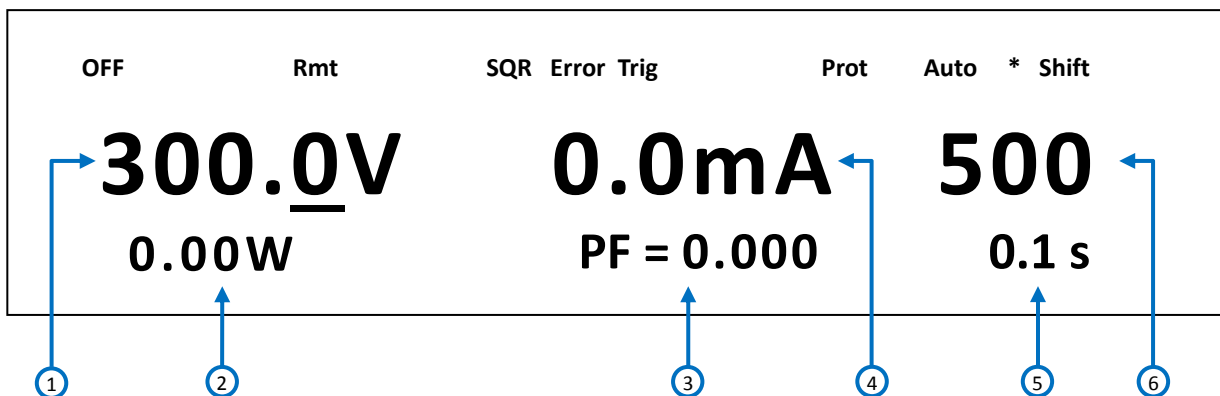 OFF Rmt SQR Error Trig Prot Auto * Shift
300.0V 0.0mA 500
0.00W PF = 0.000 0.1 s
1 2 3 4 5 6